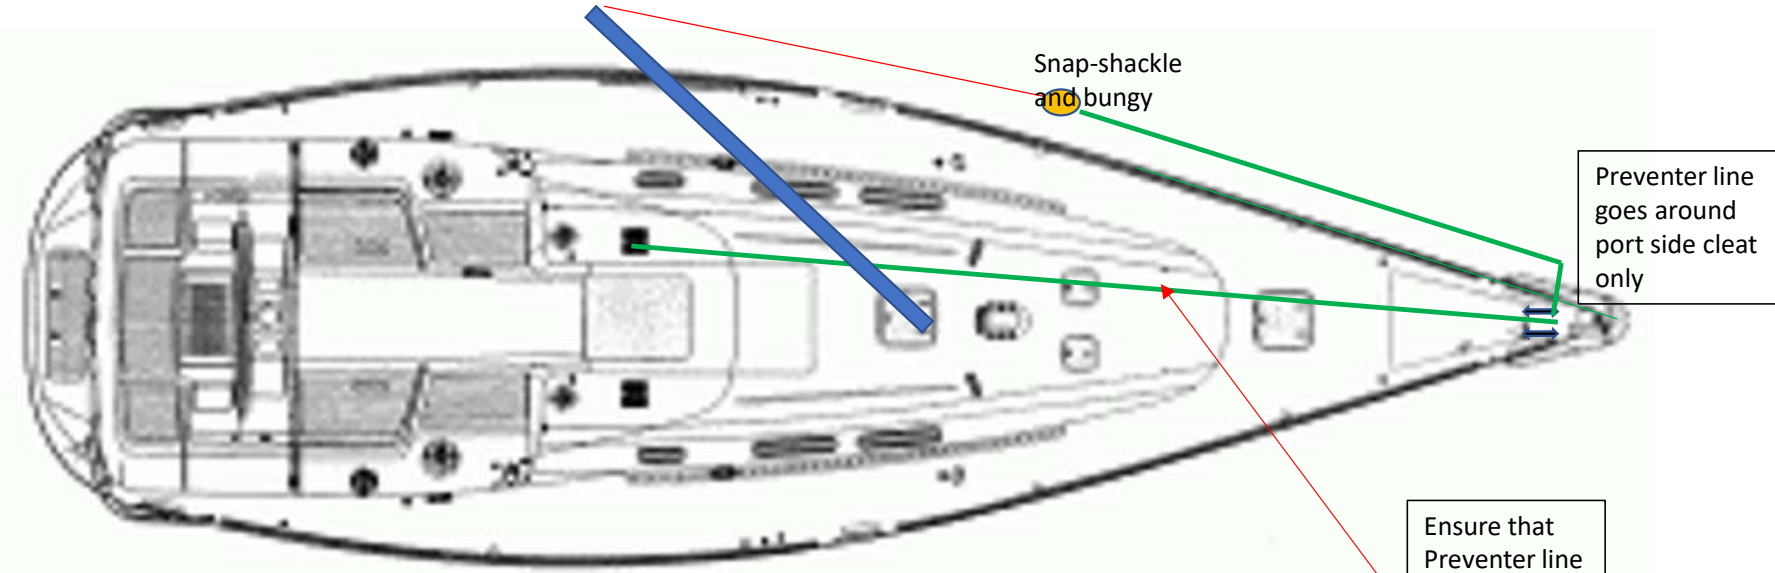 Snap-shackle
and bungy
Preventer line
goes around
port side cleat
only
Ensure that
Preventer line